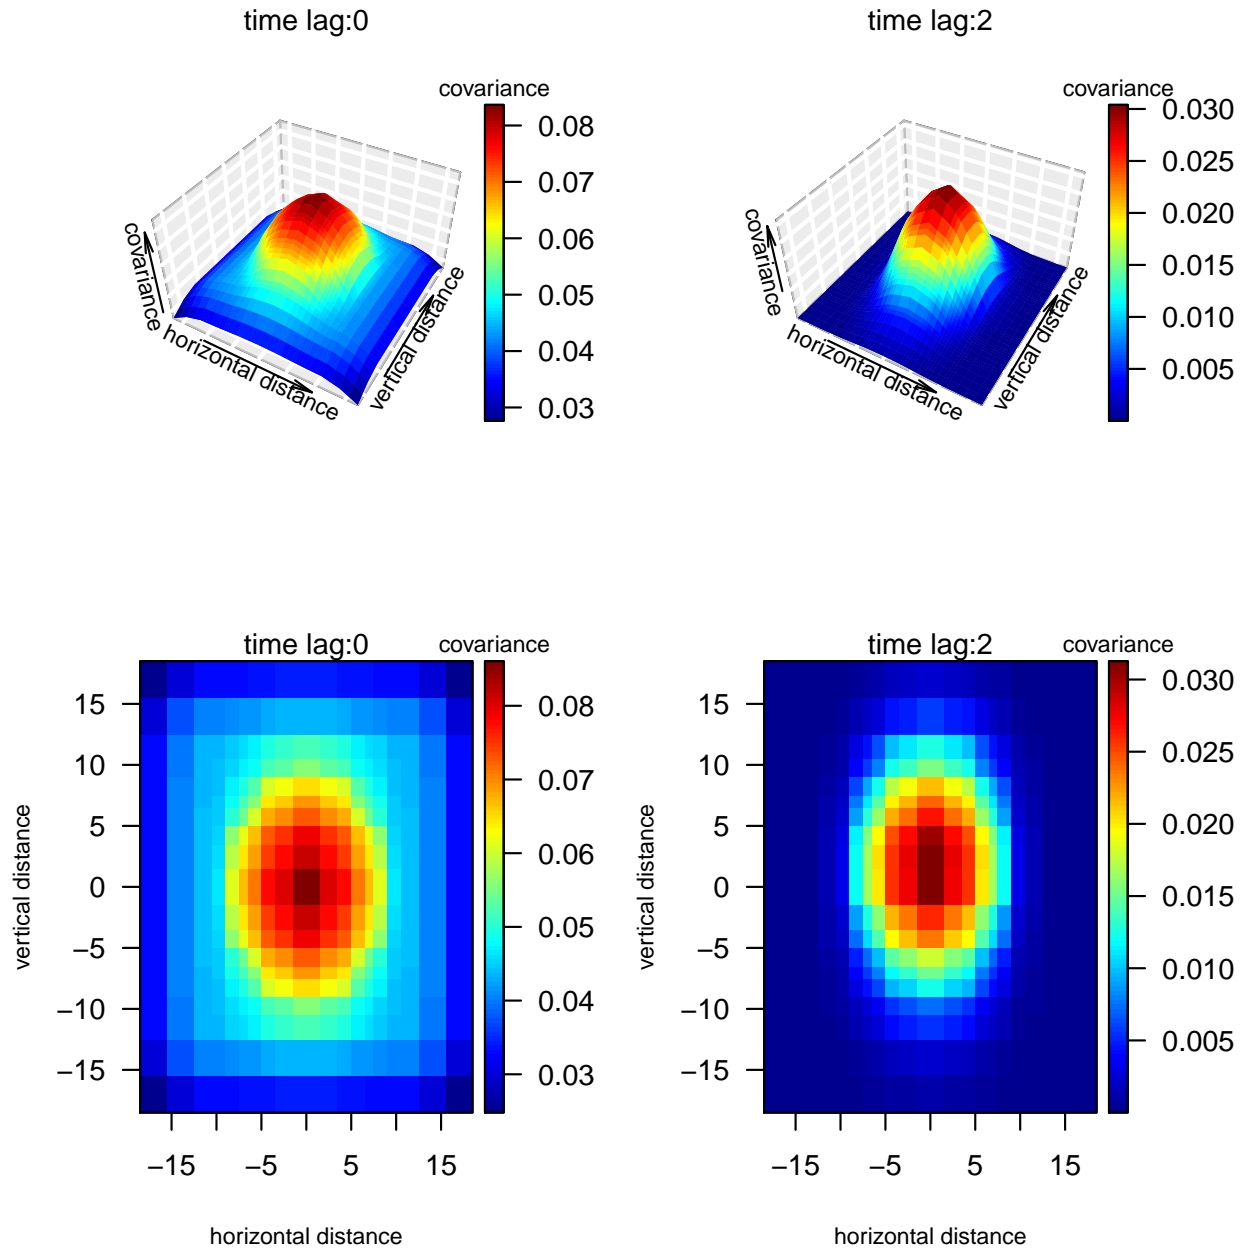 time lag:0
time lag:2
covariance
0.08
0.07
0.06
0.05
0.04
0.03
covariance
horizontal distance
vertical distance
covariance
0.030
0.025
0.020
0.015
0.010
0.005
covariance
horizontal distance
vertical distance
time lag:0
covariance
0.08
0.07
0.06
0.05
0.04
0.03
15
10
5
0
−5
−10
−15
vertical distance
−15 −5 5 15
horizontal distance
time lag:2
covariance
0.030
0.025
0.020
0.015
0.010
0.005
15
10
5
0
−5
−10
−15
vertical distance
−15 −5 5 15
horizontal distance